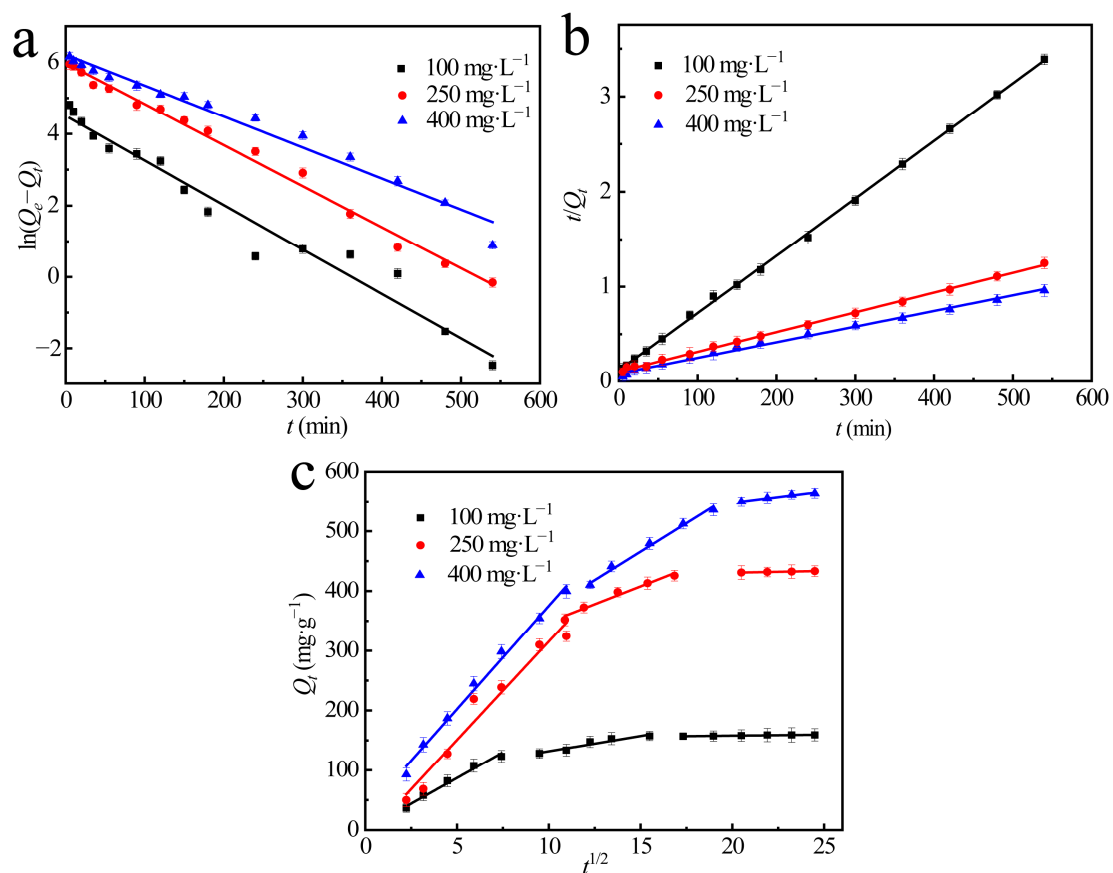 a
6
4
2
0
−2
ln(Qe−Qt)
100 mg·L−1
250 mg·L−1
400 mg·L−1
0 100 200 300 400 500 600
t (min)
b
3
2
1
0
t/Qt
100 mg·L−1
250 mg·L−1
400 mg·L−1
0 100 200 300 400 500 600
t (min)
c
600
500
400
300
200
100
0
Qt (mg·g−1)
100 mg·L−1
250 mg·L−1
400 mg·L−1
0 5 10 15 20 25
t1/2